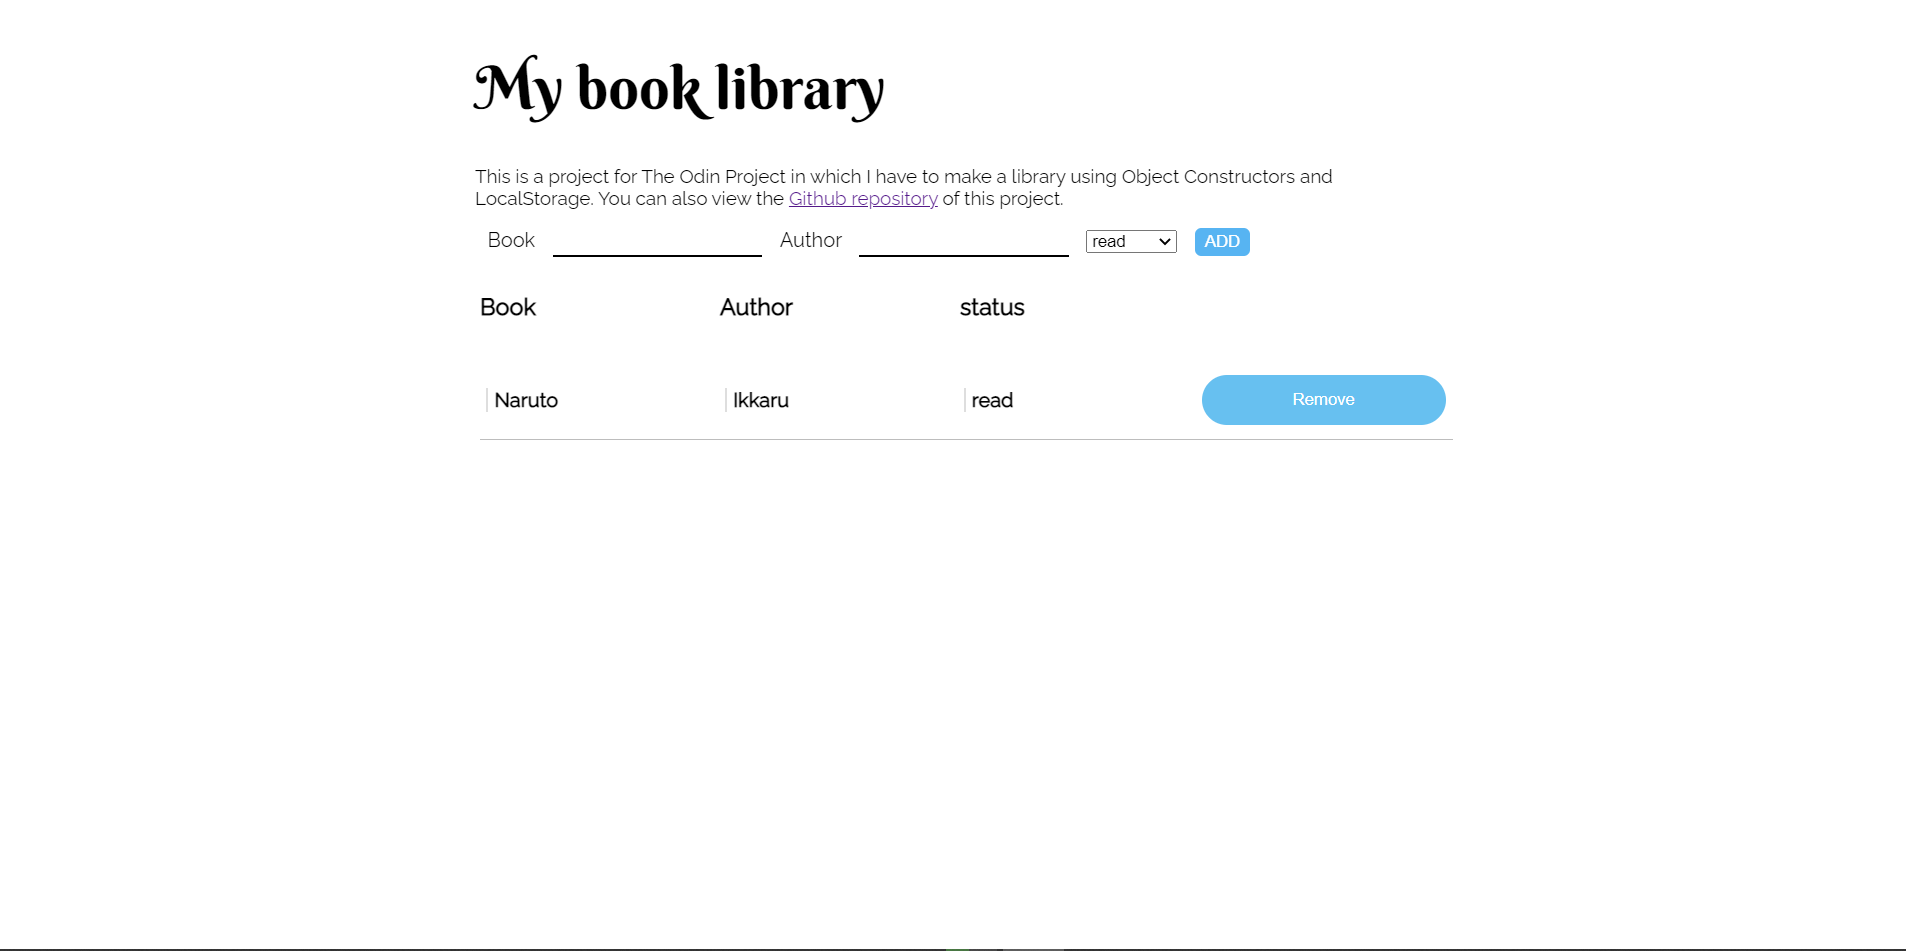 My book library
This is a project for The Odin Project in which I have to make a library using Object Constructors and
LocalStorage. You can also view the Github repository of this project.
Book Author read ADD
Book Author status
Naruto Ikkaru read Remove